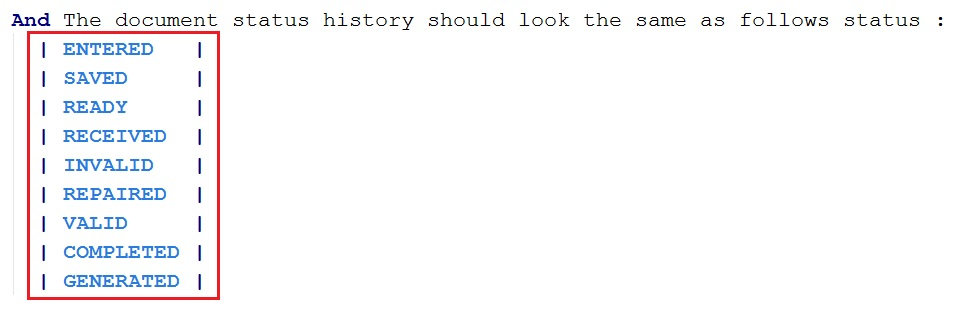 And The document status history should look the same as follows status :
| ENTERED   |
| SAVED     |
| READY     |
| RECEIVED  |
| INVALID   |
| REPAIRED  |
| VALID     |
| COMPLETED |
| GENERATED |